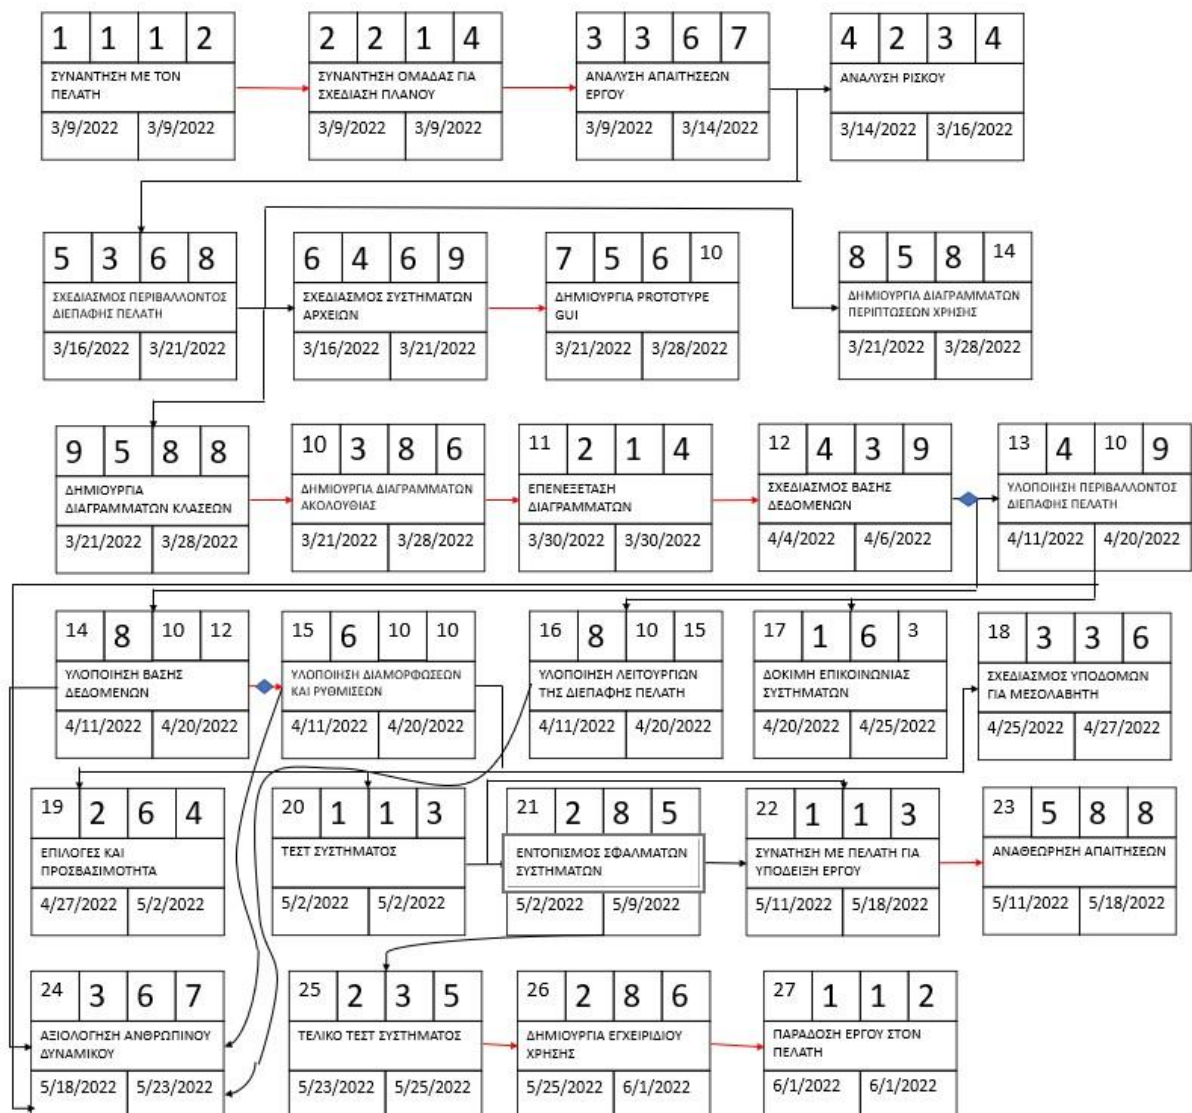 1 1 1 2
ΣΥΝΑΝΤΗΣΗ ΜΕ ΤΟΝ
ΠΕΛΑΤΗ
3/9/2022 3/9/2022
2 2 1 4
ΣΥΝΑΝΤΗΣΗ ΟΜΑΔΑΣ ΓΙΑ
ΣΧΕΔΙΑΣΗ ΠΛΑΝΟΥ
3/9/2022 3/9/2022
3 3 6 7
ΑΝΑΛΥΣΗ ΑΠΑΙΤΗΣΕΩΝ
ΕΡΓΟΥ
3/9/2022 3/14/2022
4 2 3 4
ΑΝΑΛΥΣΗ ΡΙΣΚΟΥ
3/14/2022 3/16/2022
5 3 6 8
ΣΧΕΔΙΑΣΜΟΣ ΠΕΡΙΒΑΛΛΟΝΤΟΣ
ΔΙΕΠΑΦΗΣ ΠΕΛΑΤΗ
3/16/2022 3/21/2022
6 4 6 9
ΣΧΕΔΙΑΣΜΟΣ ΣΥΣΤΗΜΑΤΩΝ
ΑΡΧΕΙΩΝ
3/16/2022 3/21/2022
7 5 6 10
ΔΗΜΙΟΥΡΓΙΑ PROTOTYPE
GUI
3/21/2022 3/28/2022
8 5 8 14
ΔΗΜΙΟΥΡΓΙΑ ΔΙΑΓΡΑΜΜΑΤΩΝ
ΠΕΡΙΠΤΩΣΕΩΝ ΧΡΗΣΗΣ
3/21/2022 3/28/2022
9 5 8 8
ΔΗΜΙΟΥΡΓΙΑ
ΔΙΑΓΡΑΜΜΑΤΩΝ ΚΛΑΣΕΩΝ
3/21/2022 3/28/2022
10 3 8 6
ΔΗΜΙΟΥΡΓΙΑ ΔΙΑΓΡΑΜΜΑΤΩΝ
ΑΚΟΛΟΥΘΙΑΣ
3/21/2022 3/28/2022
11 2 1 4
ΕΠΕΝΕΞΕΤΑΣΗ
ΔΙΑΓΡΑΜΜΑΤΩΝ
3/30/2022 3/30/2022
12 4 3 9
ΣΧΕΔΙΑΣΜΟΣ ΒΑΣΗΣ
ΔΕΔΟΜΕΝΩΝ
4/4/2022 4/6/2022
13 4 10 9
ΥΛΟΠΟΙΗΣΗ ΠΕΡΙΒΑΛΛΟΝΤΟΣ
ΔΙΕΠΑΦΗΣ ΠΕΛΑΤΗ
4/11/2022 4/20/2022
14 8 10 12
ΥΛΟΠΟΙΗΣΗ ΒΑΣΗΣ
ΔΕΔΟΜΕΝΩΝ
4/11/2022 4/20/2022
15 6 10 10
ΥΛΟΠΟΙΗΣΗ ΔΙΑΜΟΡΦΩΣΕΩΝ
ΚΑΙ ΡΥΘΜΙΣΕΩΝ
4/11/2022 4/20/2022
16 8 10 15
ΥΛΟΠΟΙΗΣΗ ΛΕΙΤΟΥΡΓΙΩΝ
ΤΗΣ ΔΙΕΠΑΦΗΣ ΠΕΛΑΤΗ
4/11/2022 4/20/2022
17 1 6 3
ΔΟΚΙΜΗ ΕΠΙΚΟΙΝΩΝΙΑΣ
ΣΥΣΤΗΜΑΤΩΝ
4/20/2022 4/25/2022
18 3 3 6
ΣΧΕΔΙΑΣΜΟΣ ΥΠΟΔΟΜΩΝ
ΓΙΑ ΜΕΣΟΛΑΒΗΤΗ
4/25/2022 4/27/2022
19 2 6 4
ΕΠΙΛΟΓΕΣ ΚΑΙ
ΠΡΟΣΒΑΣΙΜΟΤΗΤΑ
4/27/2022 5/2/2022
20 1 1 3
ΤΕΣΤ ΣΥΣΤΗΜΑΤΟΣ
5/2/2022 5/2/2022
21 2 8 5
ΕΝΤΟΠΙΣΜΟΣ ΣΦΑΛΜΑΤΩΝ
ΣΥΣΤΗΜΑΤΩΝ
5/2/2022 5/9/2022
22 1 1 3
ΣΥΝΑΤΗΣΗ ΜΕ ΠΕΛΑΤΗ ΓΙΑ
ΥΠΟΔΕΙΞΗ ΕΡΓΟΥ
5/11/2022 5/18/2022
23 5 8 8
ΑΝΑΘΕΩΡΗΣΗ ΑΠΑΙΤΗΣΕΩΝ
5/11/2022 5/18/2022
24 3 6 7
ΑΞΙΟΛΟΓΗΣΗ ΑΝΘΡΩΠΙΝΟΥ
ΔΥΝΑΜΙΚΟΥ
5/18/2022 5/23/2022
25 2 3 5
ΤΕΛΙΚΟ ΤΕΣΤ ΣΥΣΤΗΜΑΤΟΣ
5/23/2022 5/25/2022
26 2 8 6
ΔΗΜΙΟΥΡΓΙΑ ΕΓΧΕΙΡΙΔΙΟΥ
ΧΡΗΣΗΣ
5/25/2022 6/1/2022
27 1 1 2
ΠΑΡΑΔΟΣΗ ΕΡΓΟΥ ΣΤΟΝ
ΠΕΛΑΤΗ
6/1/2022 6/1/2022